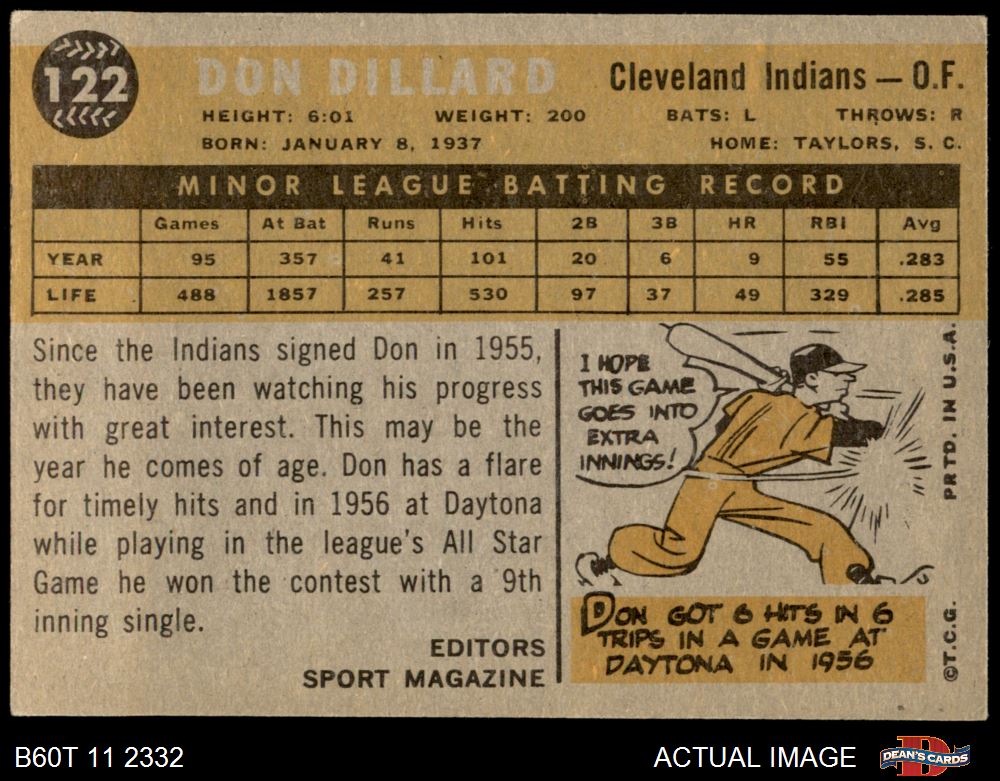 122
DON DILLARD
Cleveland Indians — O.F.
HEIGHT: 6:01 WEIGHT: 200 BATS: L THROWS: R
BORN: JANUARY 8, 1937 HOME: TAYLORS, S. C.
MINOR LEAGUE BATTING RECORD
Games At Bat Runs Hits 2B 3B HR RBI Avg
YEAR 95 357 41 101 20 6 9 55 .283
LIFE 488 1857 257 530 97 37 49 329 .285
Since the Indians signed Don in 1955,
they have been watching his progress
with great interest. This may be the
year he comes of age. Don has a flare
for timely hits and in 1956 at Daytona
while playing in the league's All Star
Game he won the contest with a 9th
inning single.
EDITORS
SPORT MAGAZINE
I HOPE
THIS GAME
GOES INTO
EXTRA
INNINGS!
DON GOT 6 HITS IN 6
TRIPS IN A GAME AT
DAYTONA IN 1956
©T.C.G. PRTD. IN U.S.A.
B60T 11 2332
ACTUAL IMAGE
DEAN'S CARDS